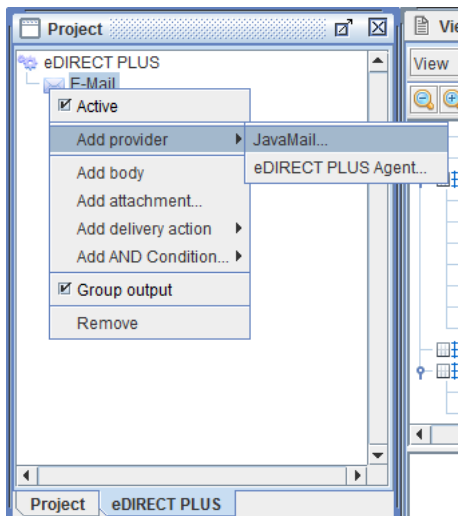 Project
eDIRECT PLUS
E-Mail
Active
Add provider
JavaMail...
eDIRECT PLUS Agent...
Add body
Add attachment...
Add delivery action
Add AND Condition...
Group output
Remove
Project
eDIRECT PLUS
View